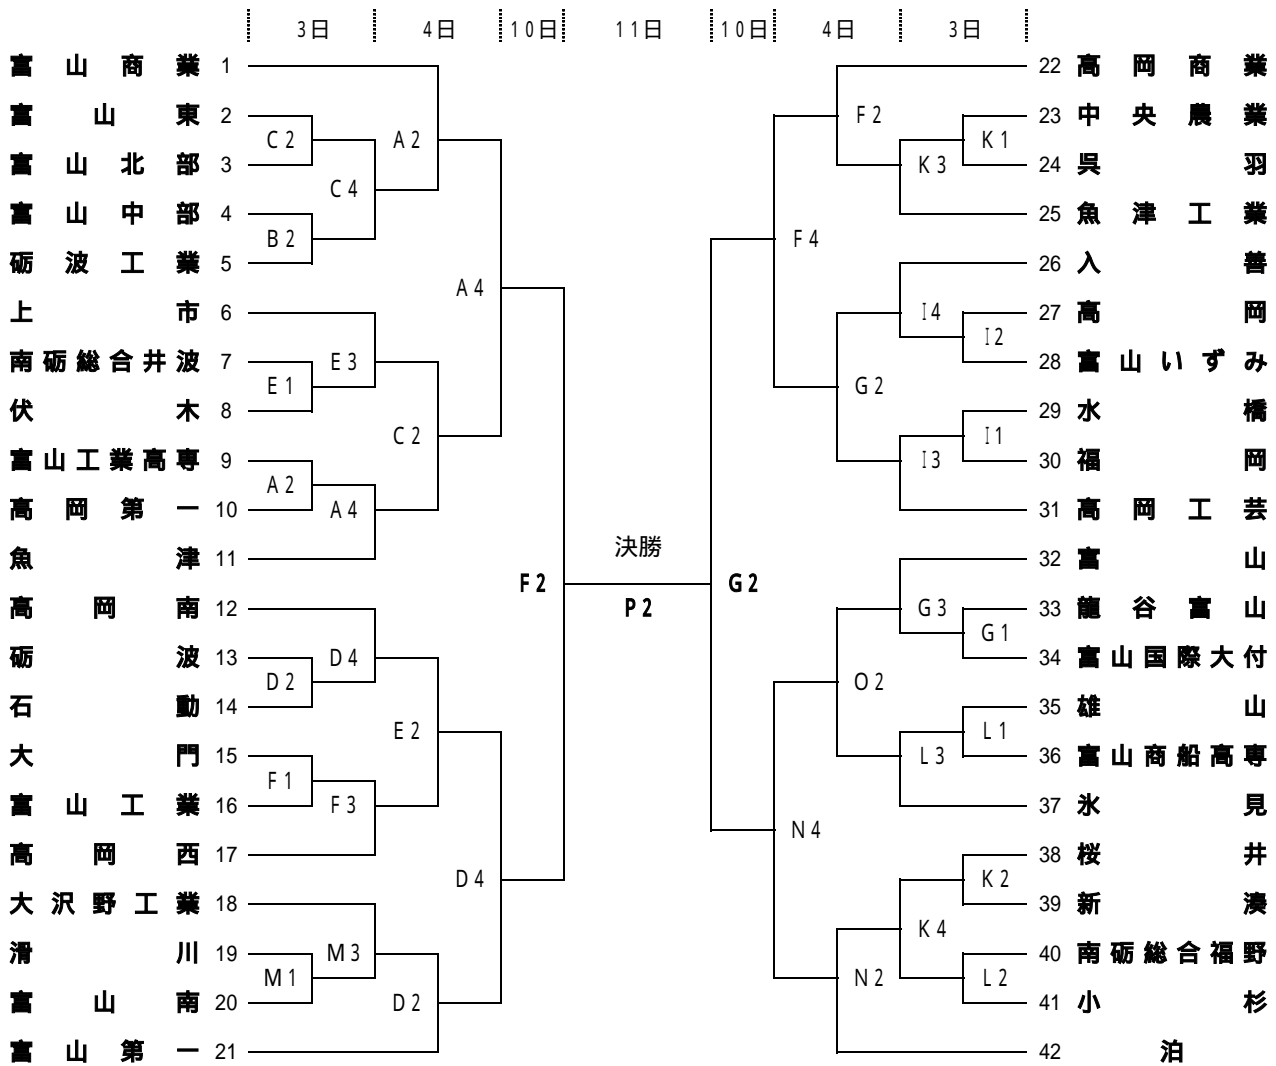 3日 4日 10日 11日 10日 4日 3日
富山商業 1
富山東 2
富山北部 3
富山中部 4
砺波工業 5
上市 6
南砺総合井波 7
伏木 8
富山工業高専 9
高岡第一 10
魚津 11
高岡南 12
砺波 13
石動 14
大門 15
富山工業 16
高岡西 17
大沢野工業 18
滑川 19
富山南 20
富山第一 21
C2
B2
E1
A2
D2
F1
M1
C4
E3
A4
D4
F3
M3
A2
C2
E2
D2
A4
D4
F2
決勝
P2
G2
F4
N4
F2
G2
O2
N2
K3
I4
I3
G3
L3
K4
K1
I2
I1
G1
L1
K2
L2
22 高岡商業
23 中央農業
24 呉羽
25 魚津工業
26 入善
27 高岡
28 富山いずみ
29 水橋
30 福岡
31 高岡工芸
32 富山
33 龍谷富山
34 富山国際大付
35 雄山
36 富山商船高専
37 氷見
38 桜井
39 新湊
40 南砺総合福野
41 小杉
42 泊